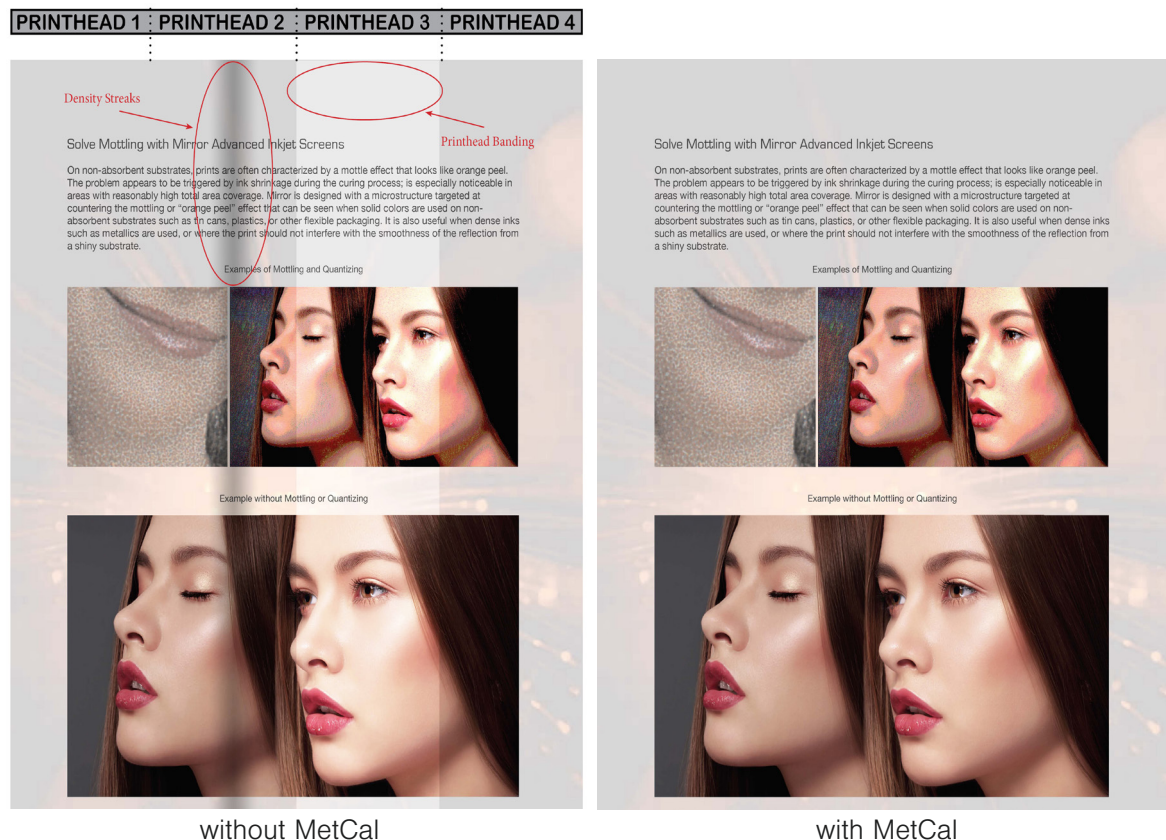 PRINTHEAD 1 PRINTHEAD 2 PRINTHEAD 3 PRINTHEAD 4
Density Streaks
Printhead Banding
Solve Mottling with Mirror Advanced Inkjet Screens
On non-absorbent substrates, prints are often characterized by a mottle effect that looks like orange peel.
The problem appears to be triggered by ink shrinkage during the curing process; is especially noticeable in
areas with reasonably high total area coverage. Mirror is designed with a microstructure targeted at
countering the mottling or “orange peel” effect that can be seen when solid colors are used on non-
absorbent substrates such as tin cans, plastics, or other flexible packaging. It is also useful when dense inks
such as metallics are used, or where the print should not interfere with the smoothness of the reflection from
a shiny substrate.
Examples of Mottling and Quantizing
Example without Mottling or Quantizing
without MetCal
Solve Mottling with Mirror Advanced Inkjet Screens
On non-absorbent substrates, prints are often characterized by a mottle effect that looks like orange peel.
The problem appears to be triggered by ink shrinkage during the curing process; is especially noticeable in
areas with reasonably high total area coverage. Mirror is designed with a microstructure targeted at
countering the mottling or “orange peel” effect that can be seen when solid colors are used on non-
absorbent substrates such as tin cans, plastics, or other flexible packaging. It is also useful when dense inks
such as metallics are used, or where the print should not interfere with the smoothness of the reflection from
a shiny substrate.
Examples of Mottling and Quantizing
Example without Mottling or Quantizing
with MetCal